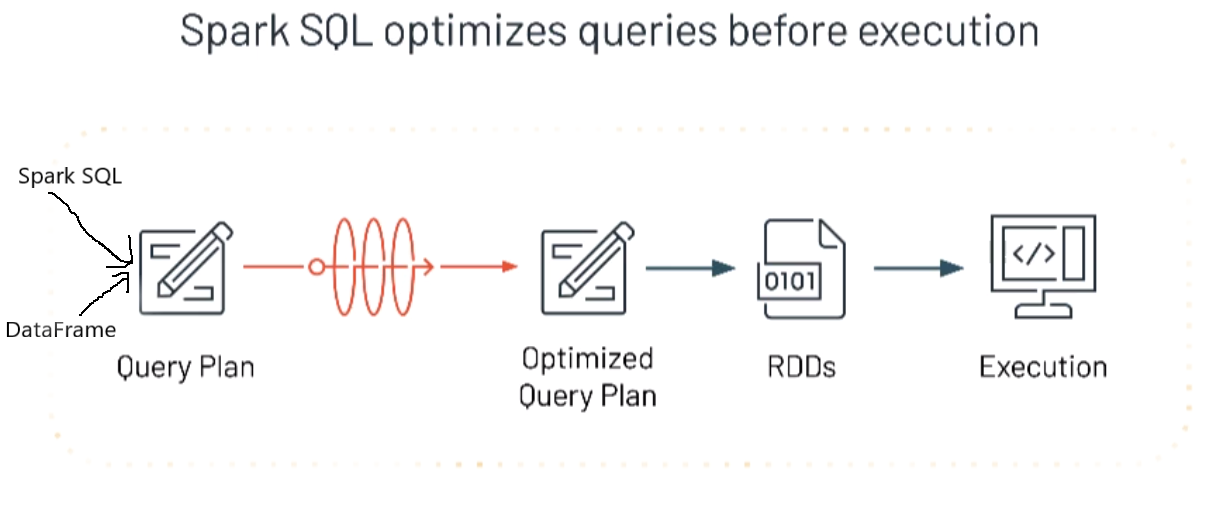 Spark SQL optimizes queries before execution
Spark SQL
DataFrame
Query Plan
Optimized
Query Plan
0101
RDDs
</>
Execution